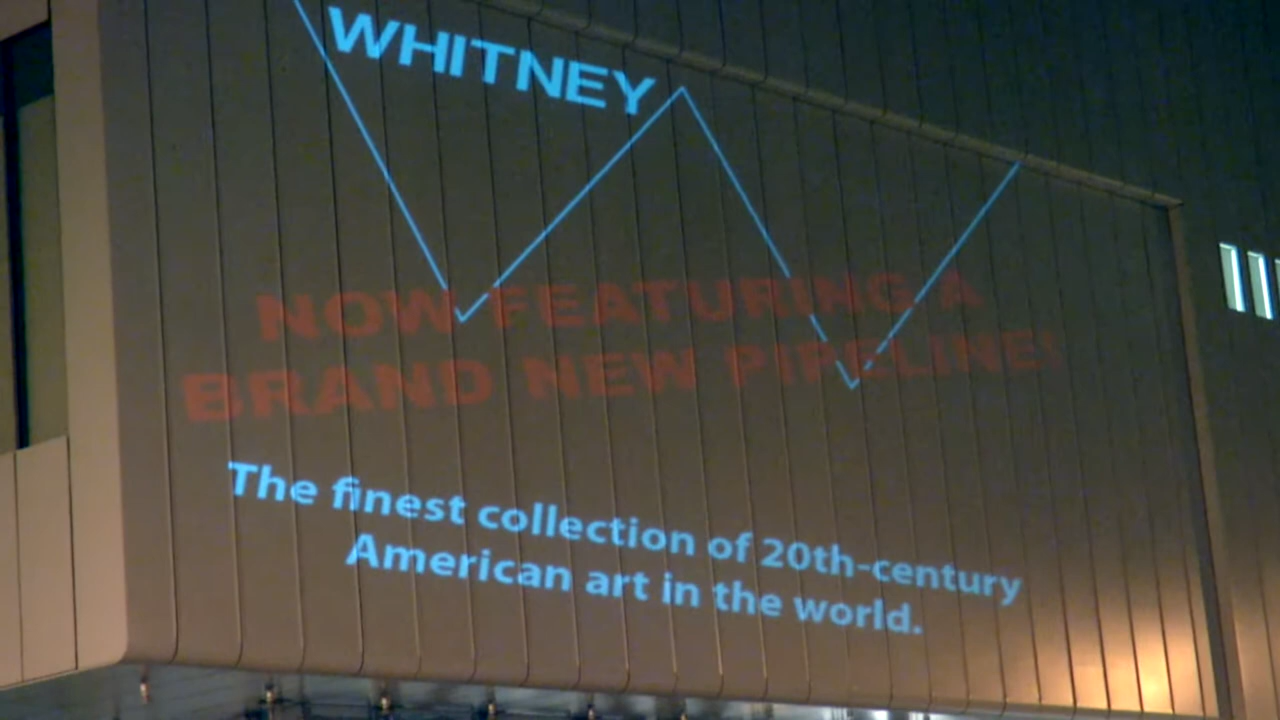 WHITNEY
NOW FEATURING A
BRAND NEW PIPELINE!
The finest collection of 20th-century
American art in the world.